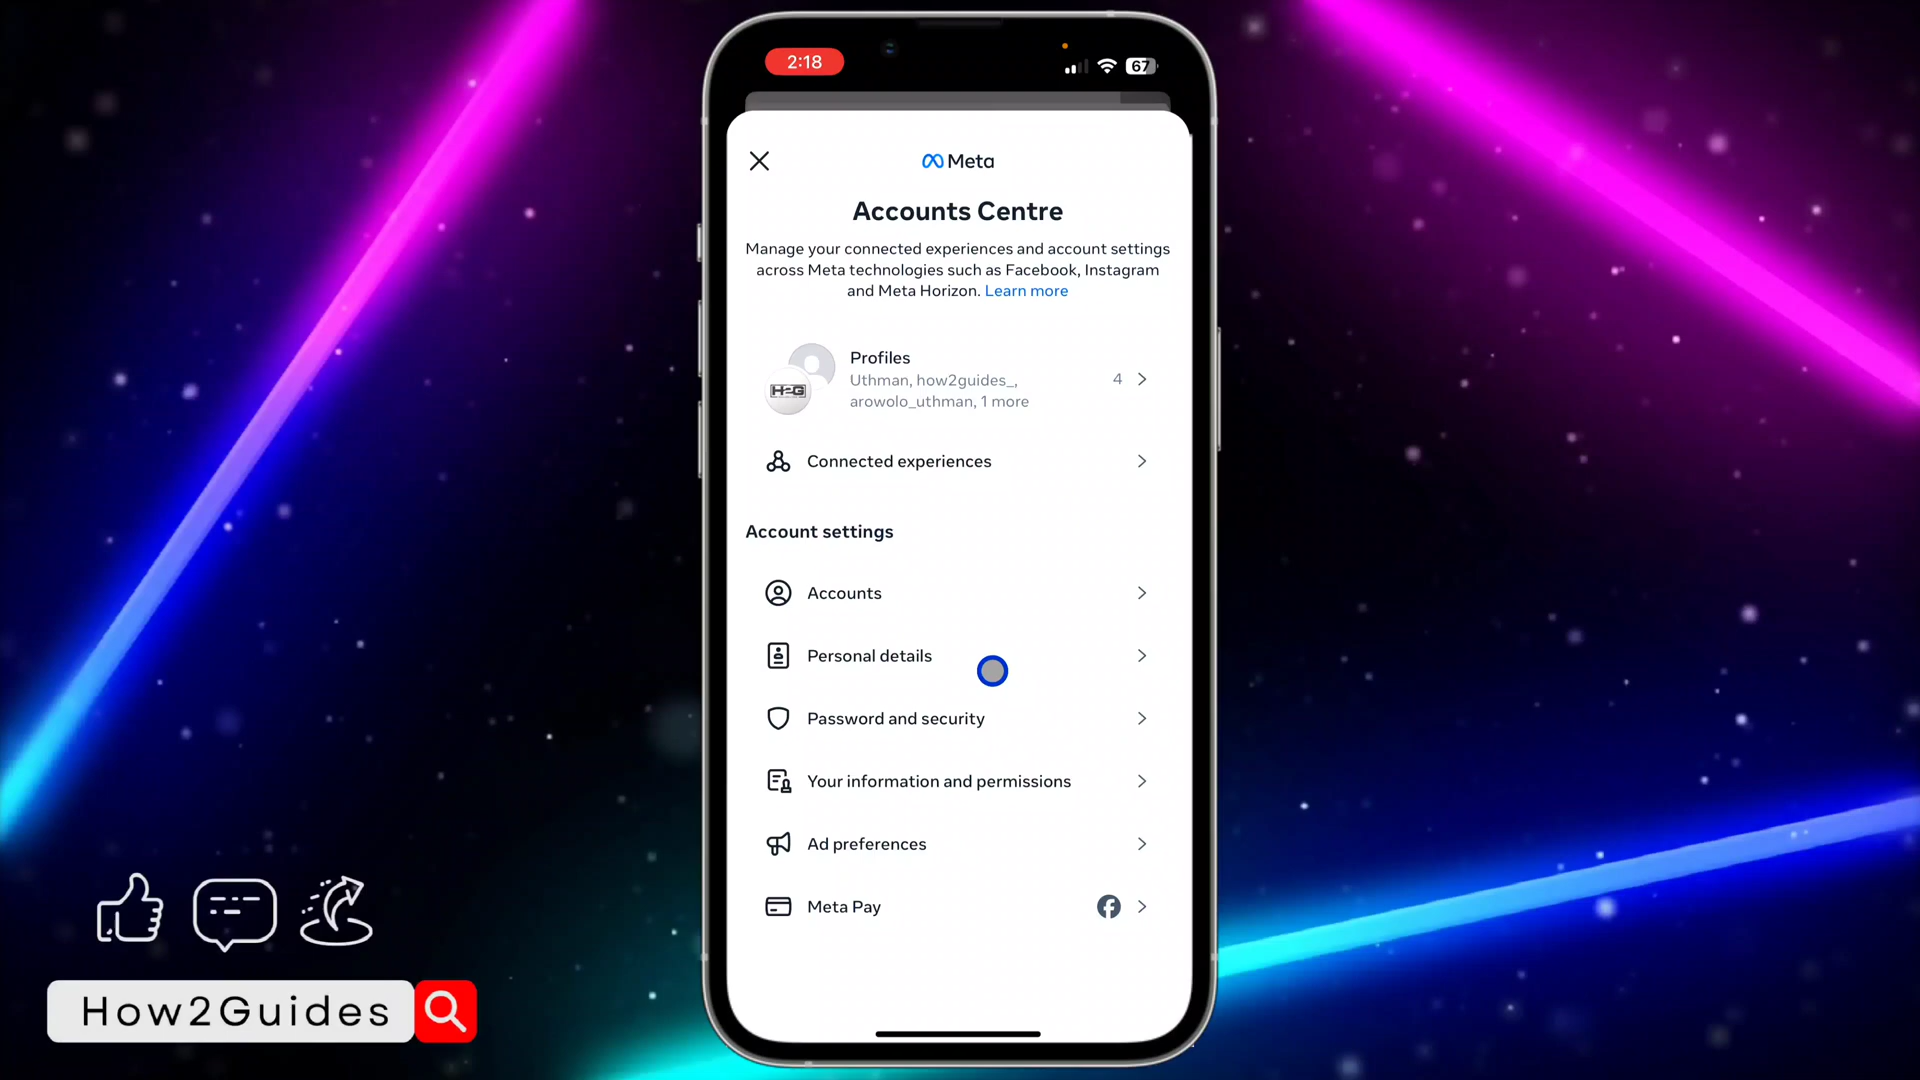 2:18
67
Meta
Accounts Centre
Manage your connected experiences and account settings
across Meta technologies such as Facebook, Instagram
and Meta Horizon. Learn more
Profiles
Uthman, how2guides_,
arowolo_uthman, 1 more
4
H2G
Connected experiences
Account settings
Accounts
Personal details
Password and security
Your information and permissions
Ad preferences
Meta Pay
How2Guides